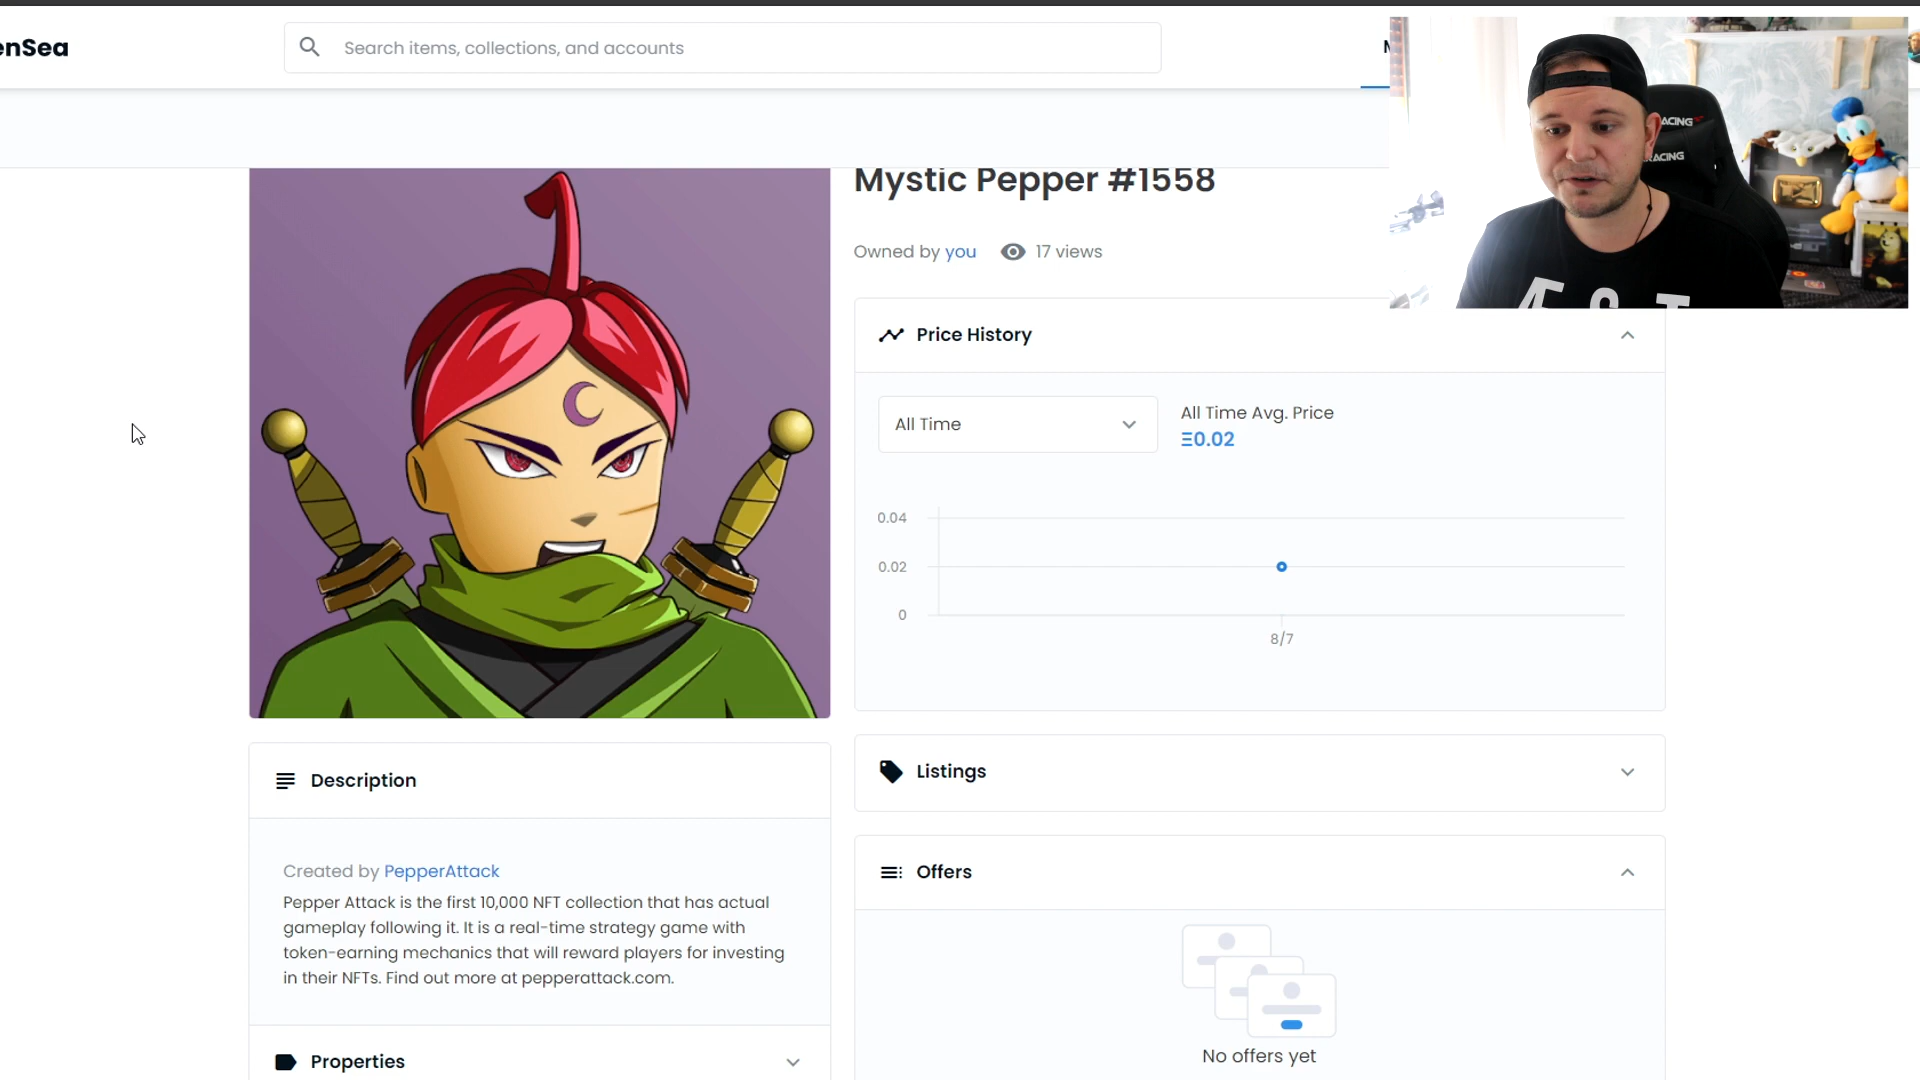 enSea
Search items, collections, and accounts
M
Mystic Pepper #1558
Owned by you 17 views
Price History
All Time
All Time Avg. Price
Ξ0.02
0.04
0.02
0
8/7
Listings
Offers
No offers yet
Description
Created by PepperAttack
Pepper Attack is the first 10,000 NFT collection that has actual
gameplay following it. It is a real-time strategy game with
token-earning mechanics that will reward players for investing
in their NFTs. Find out more at pepperattack.com.
Properties
ACING
RACING